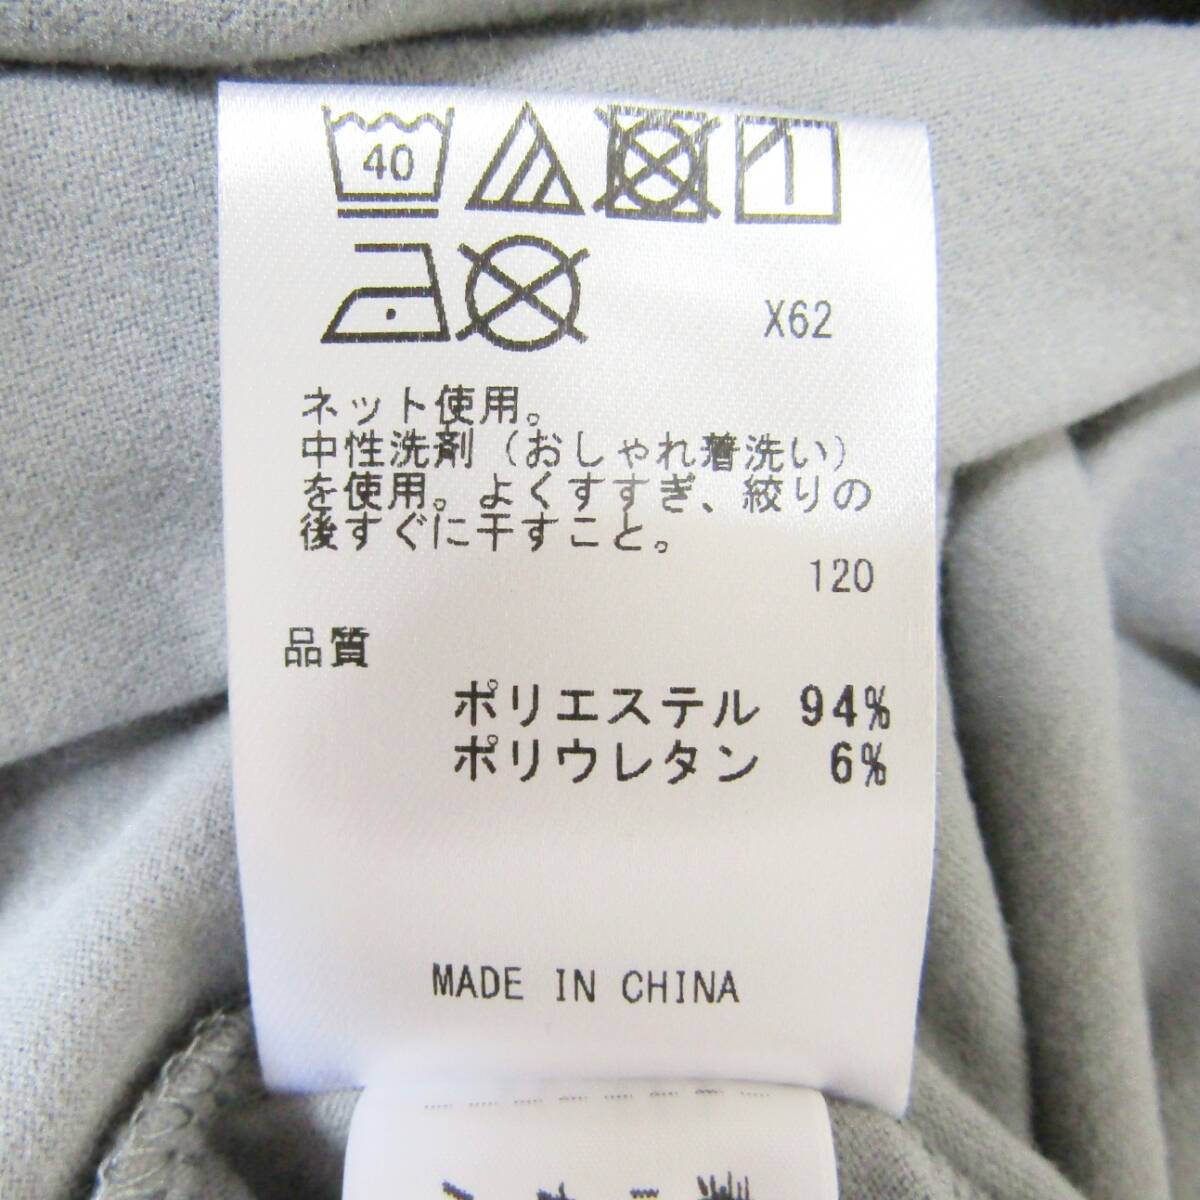 40
X62
ネット使用。
中性洗剤（おしゃれ着洗い）
を使用。よくすすぎ、絞りの
後すぐに干すこと。
120
品質
ポリエステル 94%
ポリウレタン 6%
MADE IN CHINA